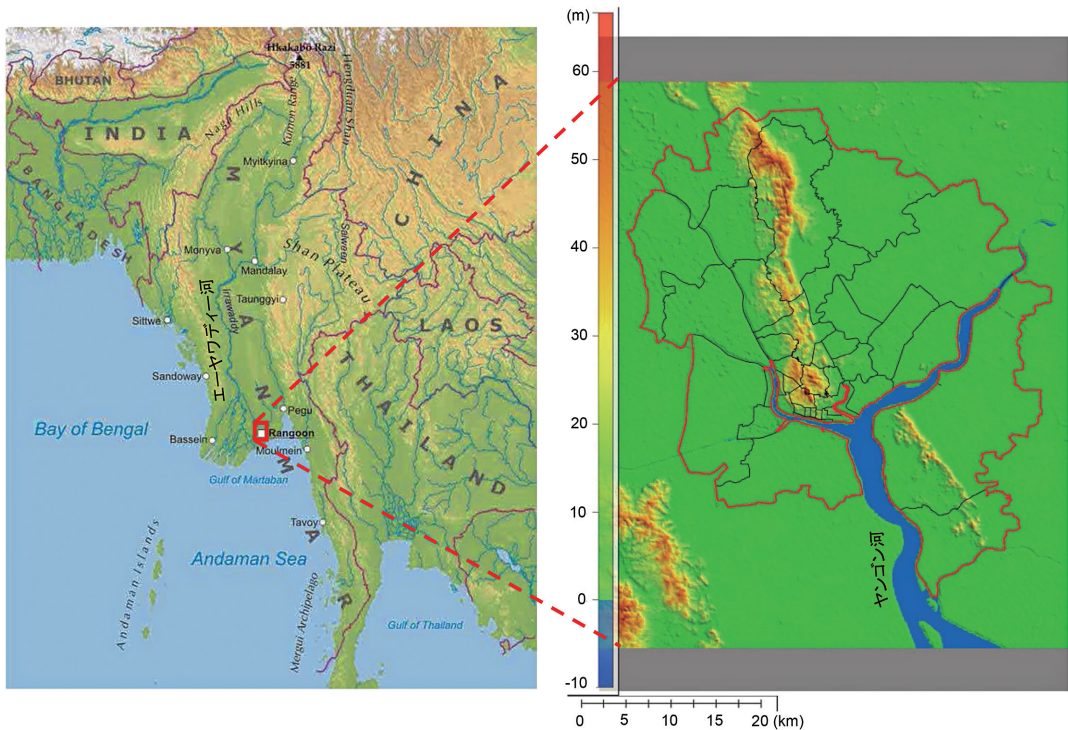 Hkakabo Razi
5881
BHUTAN
INDIA
Naga Hills
Kumon Range
Hengduan Shan
CHINA
BANGLADESH
Myitkyina
MYANMAR
Monyva
Mandalay
Shan Plateau
Salween
Taunggyi
エーヤワディー河
Irrawaddy
LAOS
Sittwe
THAILAND
Sandoway
Pegu
Bay of Bengal
Rangoon
Bassein
Moulmein
Gulf of Martaban
Tavoy
Andaman Sea
Andaman Islands
Mergui Archipelago
Gulf of Thailand
(m)
60
50
40
30
20
10
0
-10
ヤンゴン河
0 5 10 20 (km)